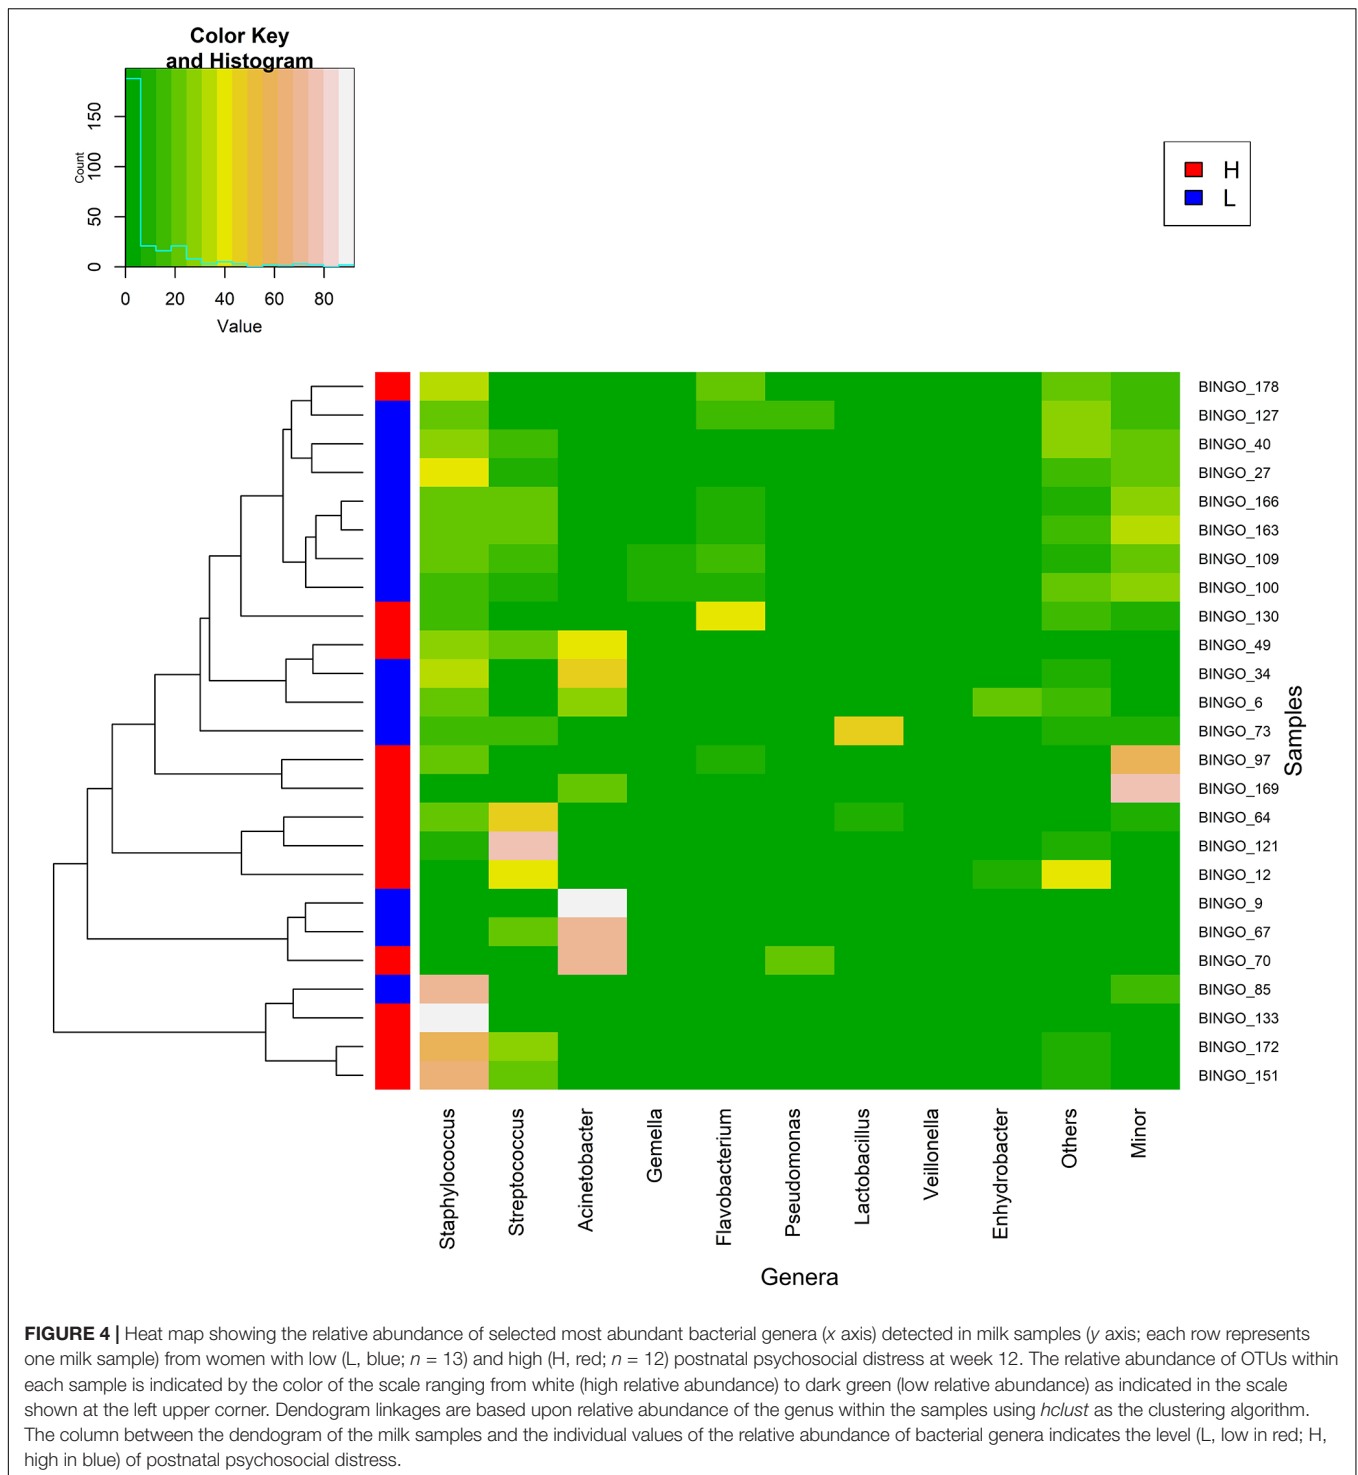 Color Key
and Histogram
Count
0
50
100
150
0 20 40 60 80
Value
H
L
BINGO_178
BINGO_127
BINGO_40
BINGO_27
BINGO_166
BINGO_163
BINGO_109
BINGO_100
BINGO_130
BINGO_49
BINGO_34
BINGO_6
BINGO_73
BINGO_97
BINGO_169
BINGO_64
BINGO_121
BINGO_12
BINGO_9
BINGO_67
BINGO_70
BINGO_85
BINGO_133
BINGO_172
BINGO_151
Samples
Staphylococcus
Streptococcus
Acinetobacter
Gemella
Flavobacterium
Pseudomonas
Lactobacillus
Veillonella
Enhydrobacter
Others
Minor
Genera
FIGURE 4 | Heat map showing the relative abundance of selected most abundant bacterial genera (x axis) detected in milk samples (y axis; each row represents
one milk sample) from women with low (L, blue; n = 13) and high (H, red; n = 12) postnatal psychosocial distress at week 12. The relative abundance of OTUs within
each sample is indicated by the color of the scale ranging from white (high relative abundance) to dark green (low relative abundance) as indicated in the scale
shown at the left upper corner. Dendogram linkages are based upon relative abundance of the genus within the samples using hclust as the clustering algorithm.
The column between the dendogram of the milk samples and the individual values of the relative abundance of bacterial genera indicates the level (L, low in red; H,
high in blue) of postnatal psychosocial distress.